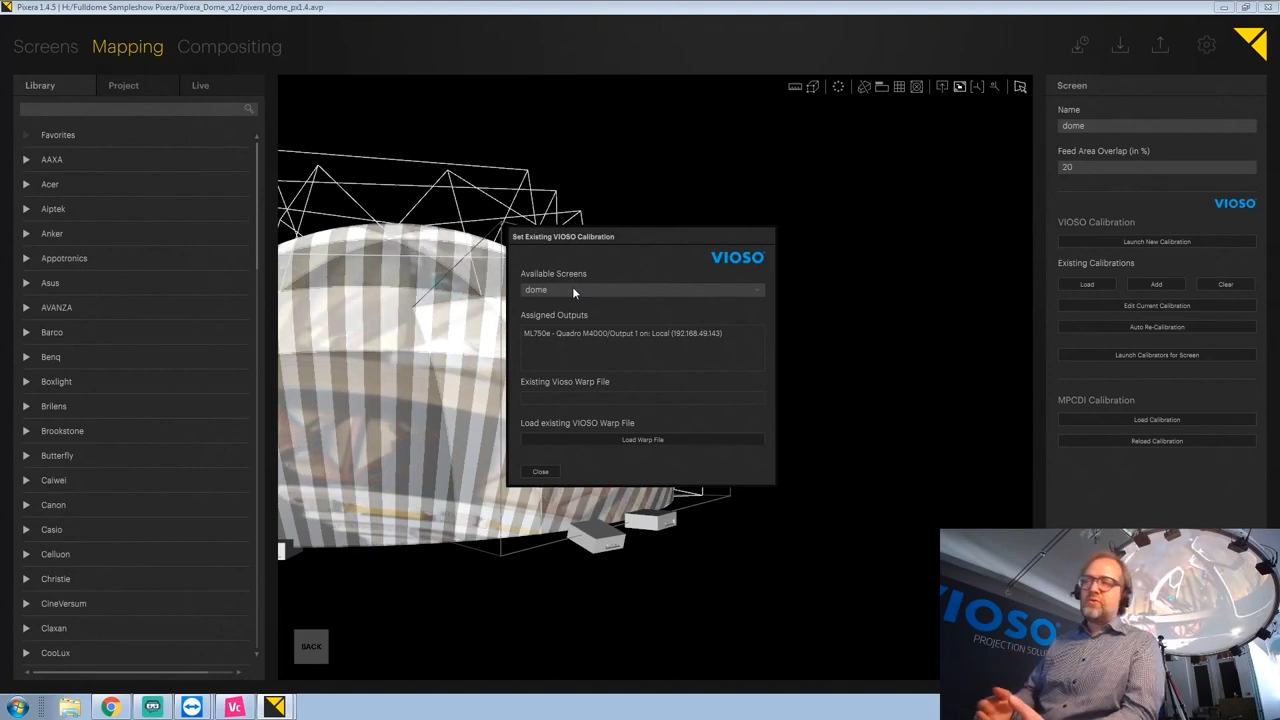 Pixera 1.4.5 | H:/Fulldome Sampleshow Pixera/Pixera_Dome_x12/pixera_dome_px1.4.avp
Screens Mapping Compositing
Library Project Live
Favorites
AAXA
Acer
Aiptek
Anker
Appotronics
Asus
AVANZA
Barco
Benq
Boxlight
Brilens
Brookstone
Butterfly
Caiwei
Canon
Casio
Celluon
Christie
CineVersum
Claxan
CooLux
Set Existing VIOSO Calibration
VIOSO
Available Screens
dome
Assigned Outputs
ML750e - Quadro M4000/Output 1 on: Local (192.168.49.143)
Existing Vioso Warp File
Load existing VIOSO Warp File
Load Warp File
Close
BACK
Screen
Name
dome
Feed Area Overlap (in %)
20
VIOSO
VIOSO Calibration
Launch New Calibration
Existing Calibrations
Load Add Clear
Edit Current Calibration
Auto Re-Calibration
Launch Calibrators for Screen
MPCDI Calibration
Load Calibration
Reload Calibration
VIOSO
PROJECTION SOLU
Vc